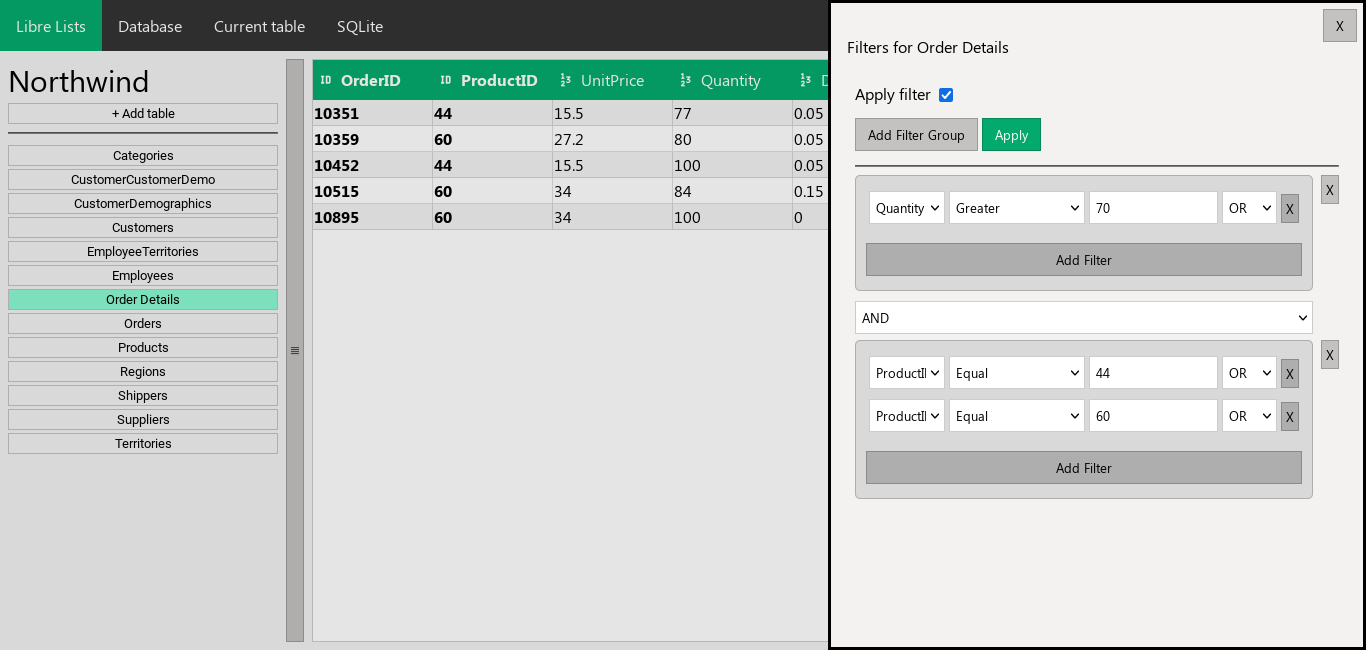 Libre Lists Database Current table SQLite
Northwind
+ Add table
Categories
CustomerCustomerDemo
CustomerDemographics
Customers
EmployeeTerritories
Employees
Order Details
Orders
Products
Regions
Shippers
Suppliers
Territories
ID OrderID ID ProductID UnitPrice Quantity D
10351 44 15.5 77 0.05
10359 60 27.2 80 0.05
10452 44 15.5 100 0.05
10515 60 34 84 0.15
10895 60 34 100 0
X
Filters for Order Details
Apply filter
Add Filter Group Apply
Quantity Greater 70 OR X X
Add Filter
AND
ProductI Equal 44 OR X X
ProductI Equal 60 OR X
Add Filter